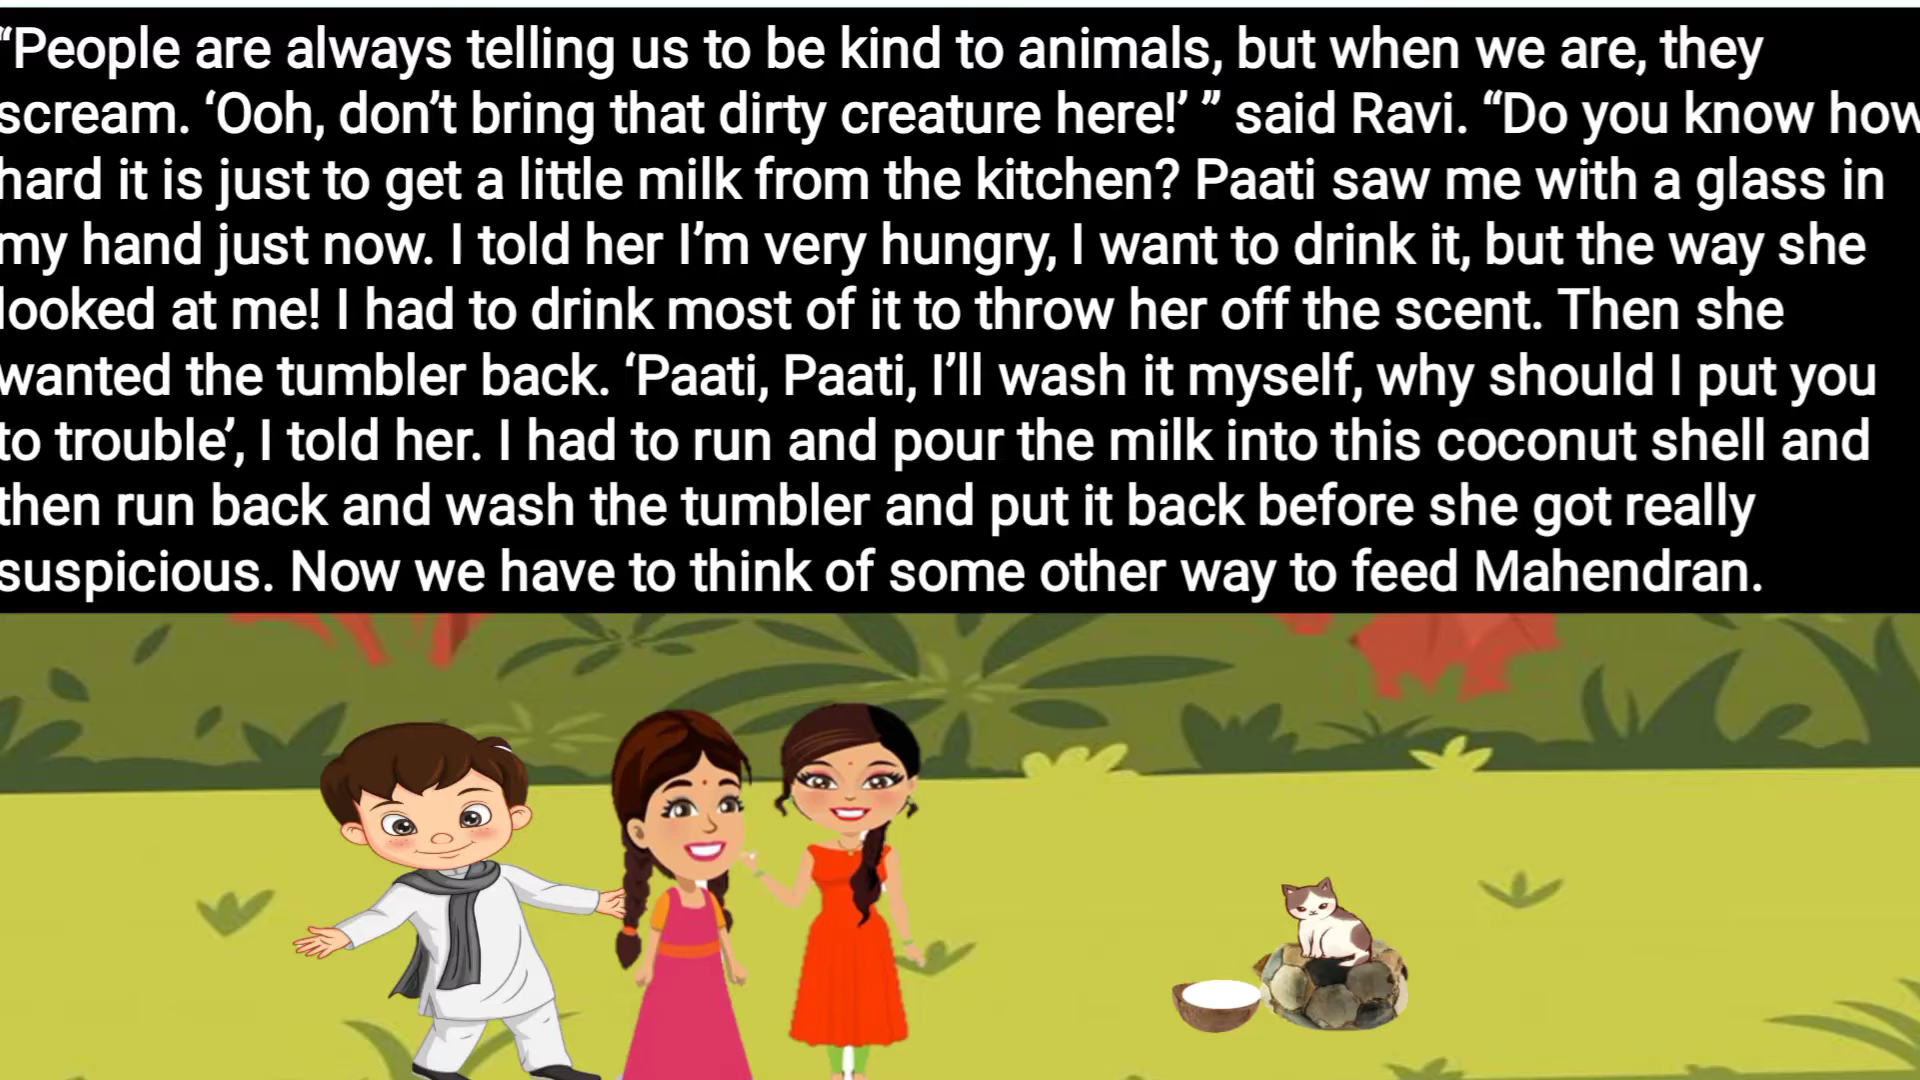 “People are always telling us to be kind to animals, but when we are, they
scream. ‘Ooh, don’t bring that dirty creature here!’ ” said Ravi. “Do you know how
hard it is just to get a little milk from the kitchen? Paati saw me with a glass in
my hand just now. I told her I’m very hungry, I want to drink it, but the way she
looked at me! I had to drink most of it to throw her off the scent. Then she
wanted the tumbler back. ‘Paati, Paati, I’ll wash it myself, why should I put you
to trouble’, I told her. I had to run and pour the milk into this coconut shell and
then run back and wash the tumbler and put it back before she got really
suspicious. Now we have to think of some other way to feed Mahendran.